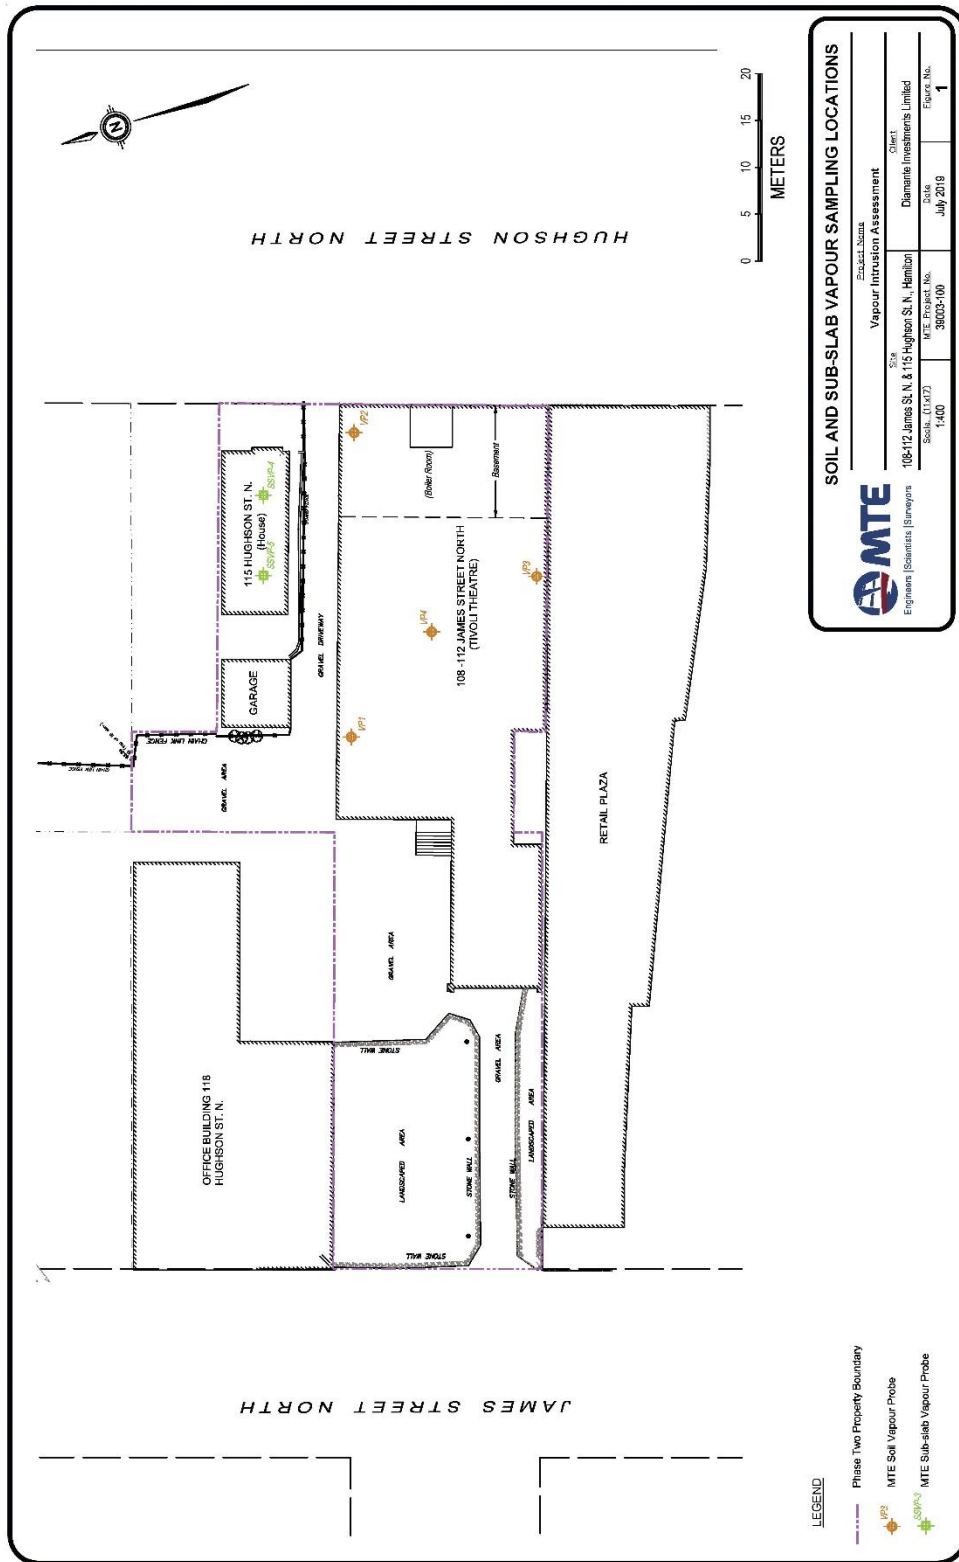 HUGHSON STREET NORTH
N
0 5 10 15 20
METERS
115 HUGHSON ST. N.
(House)
SSVP-5
SSVP-4
GARAGE
CHAIN LINK FENCE
CHAIN LINK FENCE
GRAVEL AREA
GRAVEL DRIVEWAY
VP2
(Boiler Room)
Basement
108 -112 JAMES STREET NORTH
(TIVOLI THEATRE)
VP4
VP3
VP1
RETAIL PLAZA
OFFICE BUILDING 118
HUGHSON ST. N.
GRAVEL AREA
STONE WALL
LANDSCAPED AREA
STONE WALL
STONE WALL
GRAVEL AREA
STONE WALL
LANDSCAPED AREA
JAMES STREET NORTH
LEGEND
Phase Two Property Boundary
VP3
MTE Soil Vapour Probe
SSVP-3
MTE Sub-slab Vapour Probe
SOIL AND SUB-SLAB VAPOUR SAMPLING LOCATIONS
MTE
Engineers | Scientists | Surveyors
Project Name
Vapour Intrusion Assessment
Site
108-112 James St. N. & 115 Hughson St. N., Hamilton
Client
Diamante Investments Limited
Scale (11x17)
1:400
MTE Project No.
39003-100
Date
July 2019
Figure No.
1